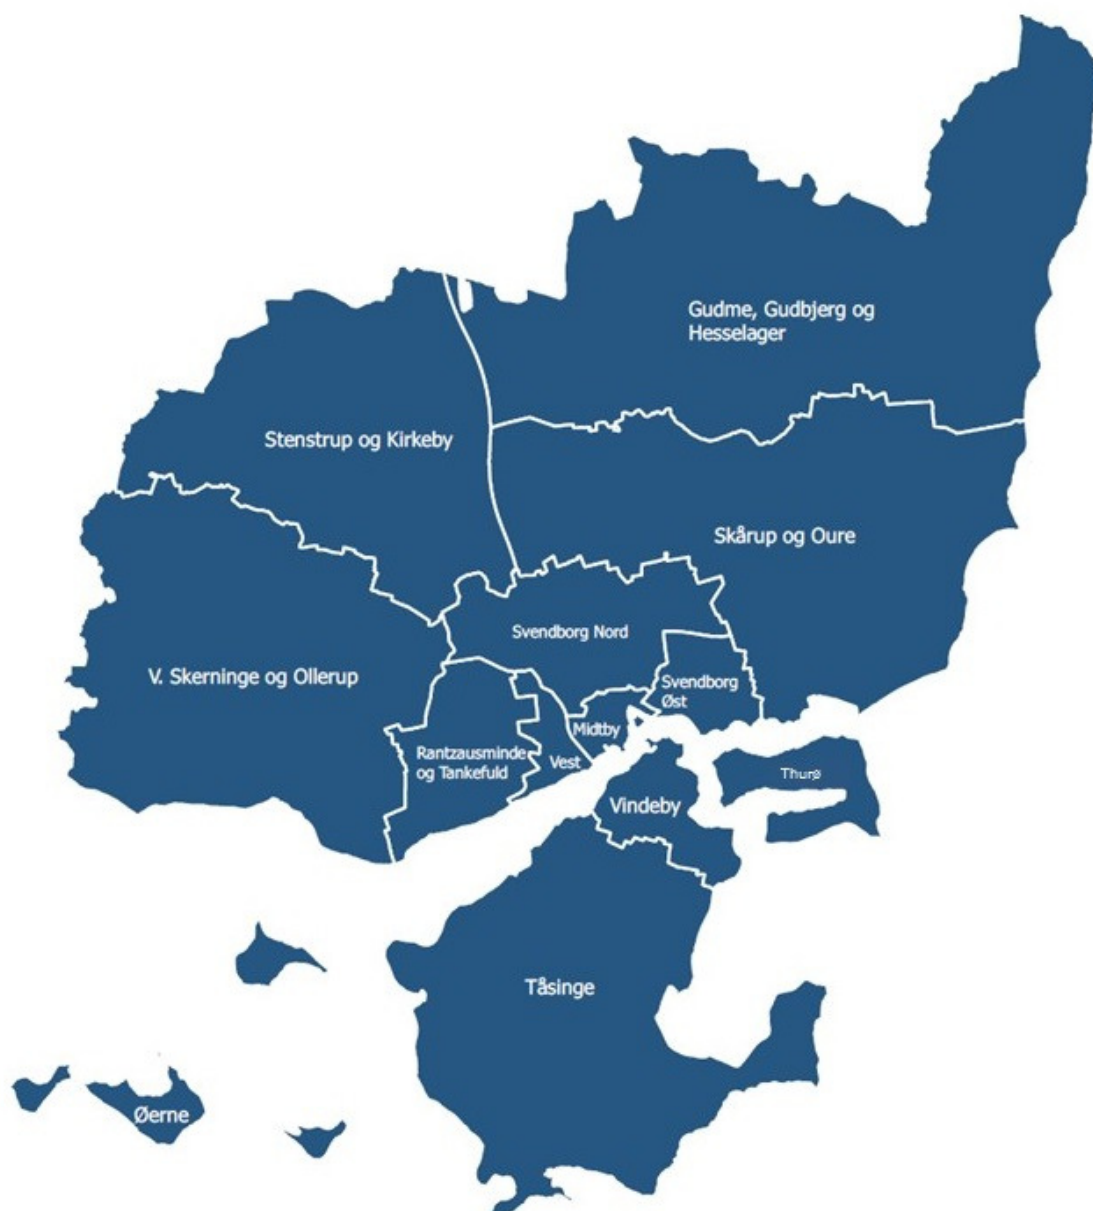 Gudme, Gudbjerg og
Hesselager
Stenstrup og Kirkeby
Skårup og Oure
Svendborg Nord
V. Skerninge og Ollerup
Svendborg
Øst
Midtby
Rantzausminde
og Tankefuld
Vest
Thurø
Vindeby
Tåsinge
Øerne